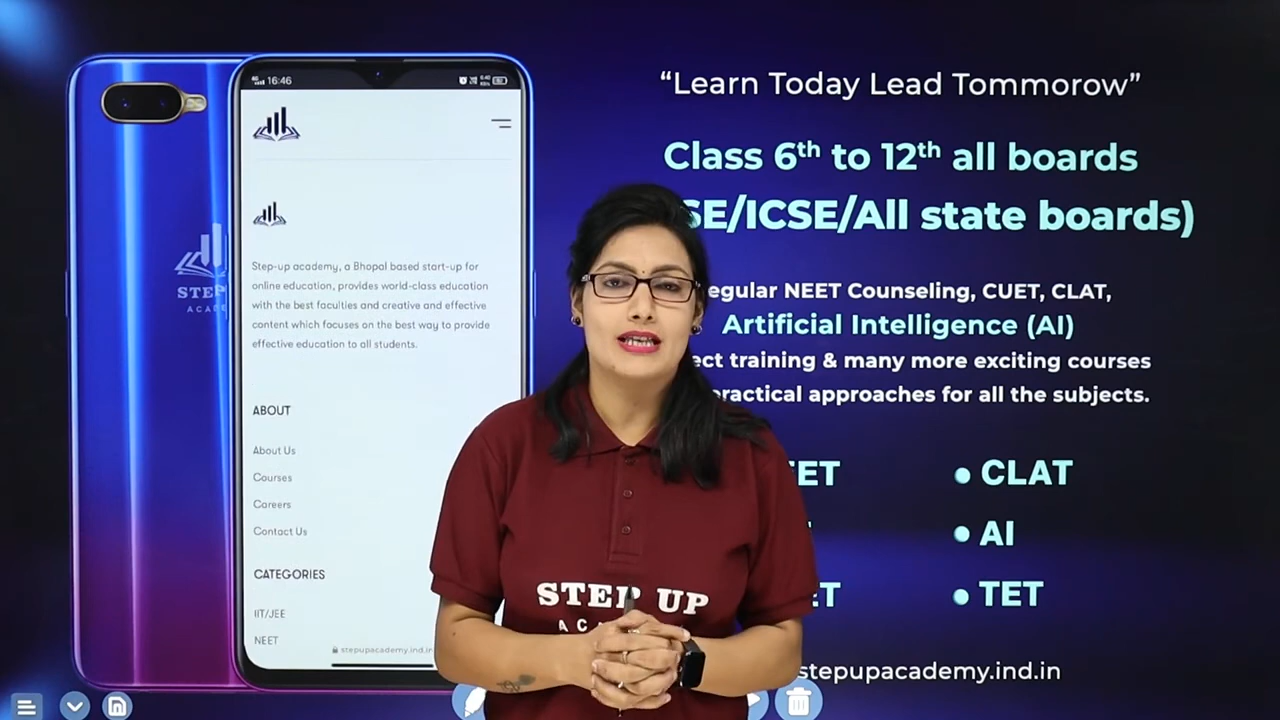 16:46
Step-up academy, a Bhopal based start-up for
online education, provides world-class education
with the best faculties and creative and effective
content which focuses on the best way to provide
effective education to all students.
ABOUT
About Us
Courses
Careers
Contact Us
CATEGORIES
IIT/JEE
NEET
stepupacademy.ind.in
“Learn Today Lead Tommorow”
Class 6th to 12th all boards
SE/ICSE/All state boards)
egular NEET Counseling, CUET, CLAT,
Artificial Intelligence (AI)
ect training & many more exciting courses
practical approaches for all the subjects.
EET
• CLAT
• AI
ET
• TET
stepupacademy.ind.in
STEP UP